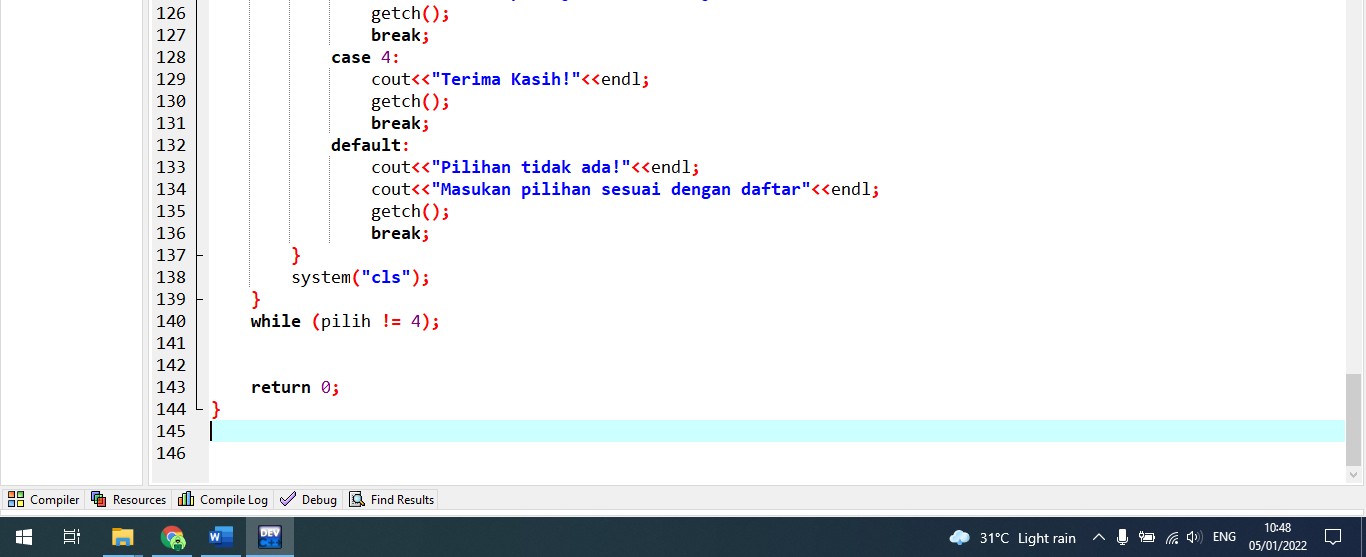 126 getch();
127 break;
128 case 4:
129 cout<<"Terima Kasih!"<<endl;
130 getch();
131 break;
132 default:
133 cout<<"Pilihan tidak ada!"<<endl;
134 cout<<"Masukan pilihan sesuai dengan daftar"<<endl;
135 getch();
136 break;
137 }
138 system("cls");
139 }
140 while (pilih != 4);
141
142
143 return 0;
144 }
145
146
Compiler Resources Compile Log Debug Find Results
W DEV 31°C Light rain ENG 10:48
05/01/2022